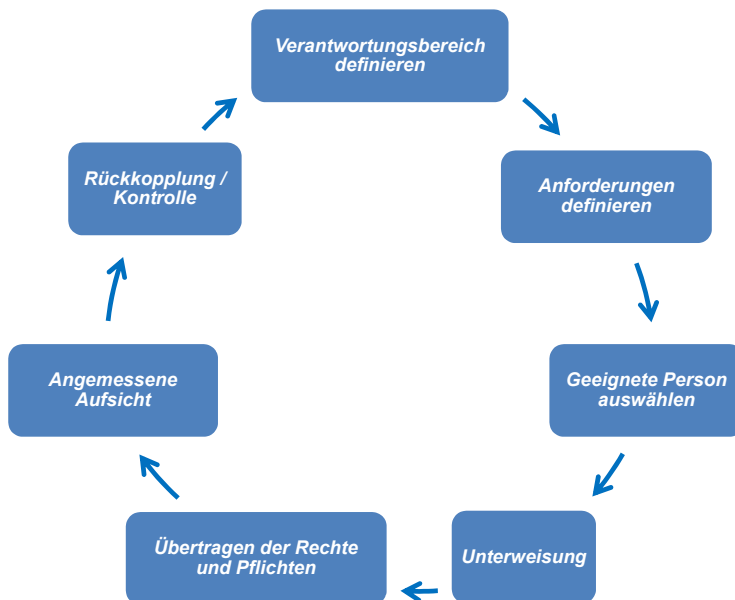 Verantwortungsbereich
definieren
Anforderungen
definieren
Geeignete Person
auswählen
Unterweisung
Übertragen der Rechte
und Pflichten
Angemessene
Aufsicht
Rückkopplung /
Kontrolle